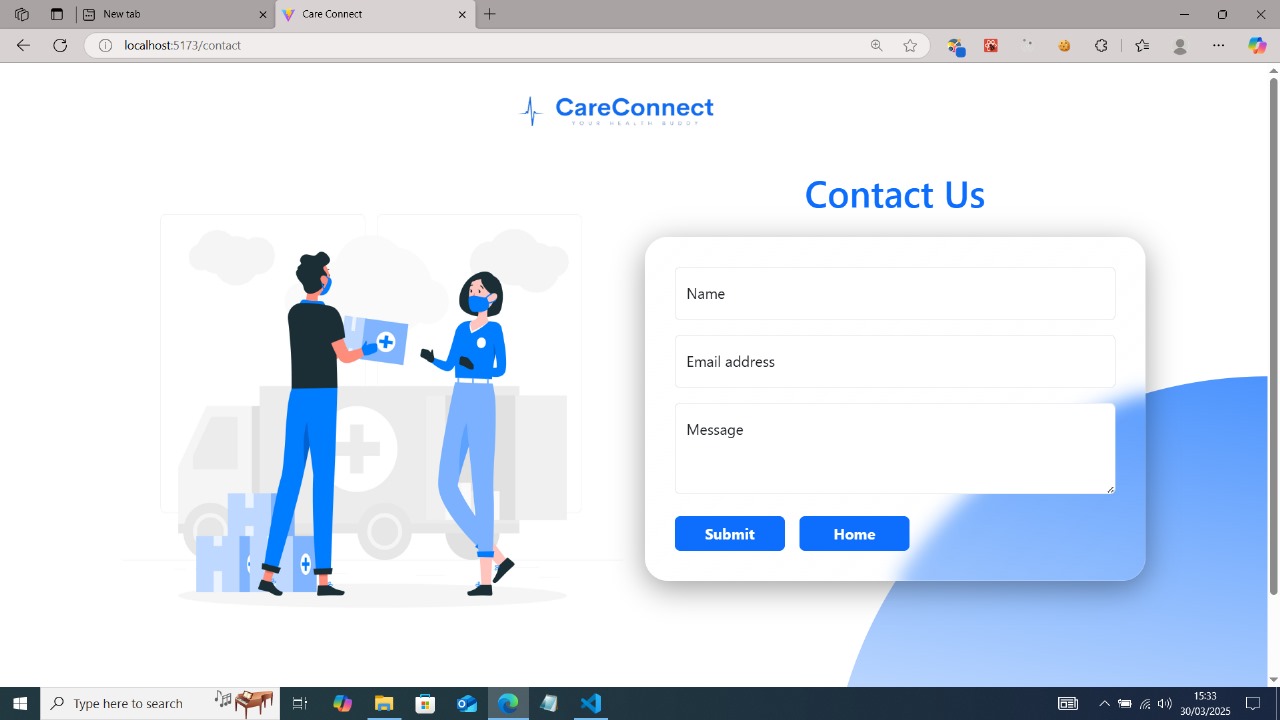 New tab
Care Connect
localhost:5173/contact
CareConnect
YOUR HEALTH BUDDY
Contact Us
Name
Email address
Message
Submit
Home
Type here to search
15:33
30/03/2025